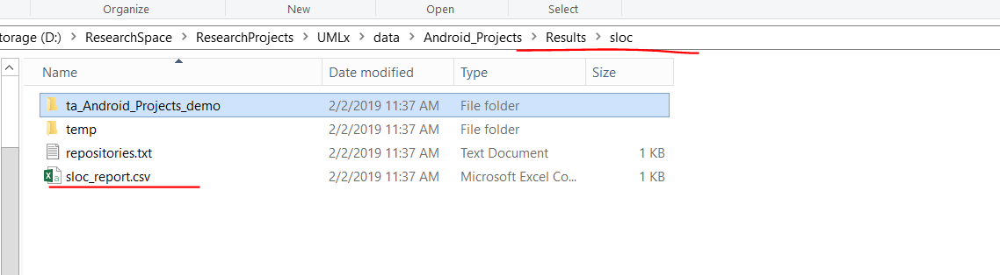 Organize New Open Select
torage (D:) ResearchSpace ResearchProjects UMLx data Android_Projects Results sloc
Name Date modified Type Size
ta_Android_Projects_demo 2/2/2019 11:37 AM File folder
temp 2/2/2019 11:37 AM File folder
repositories.txt 2/2/2019 11:37 AM Text Document 1 KB
sloc_report.csv 2/2/2019 11:37 AM Microsoft Excel Co... 1 KB